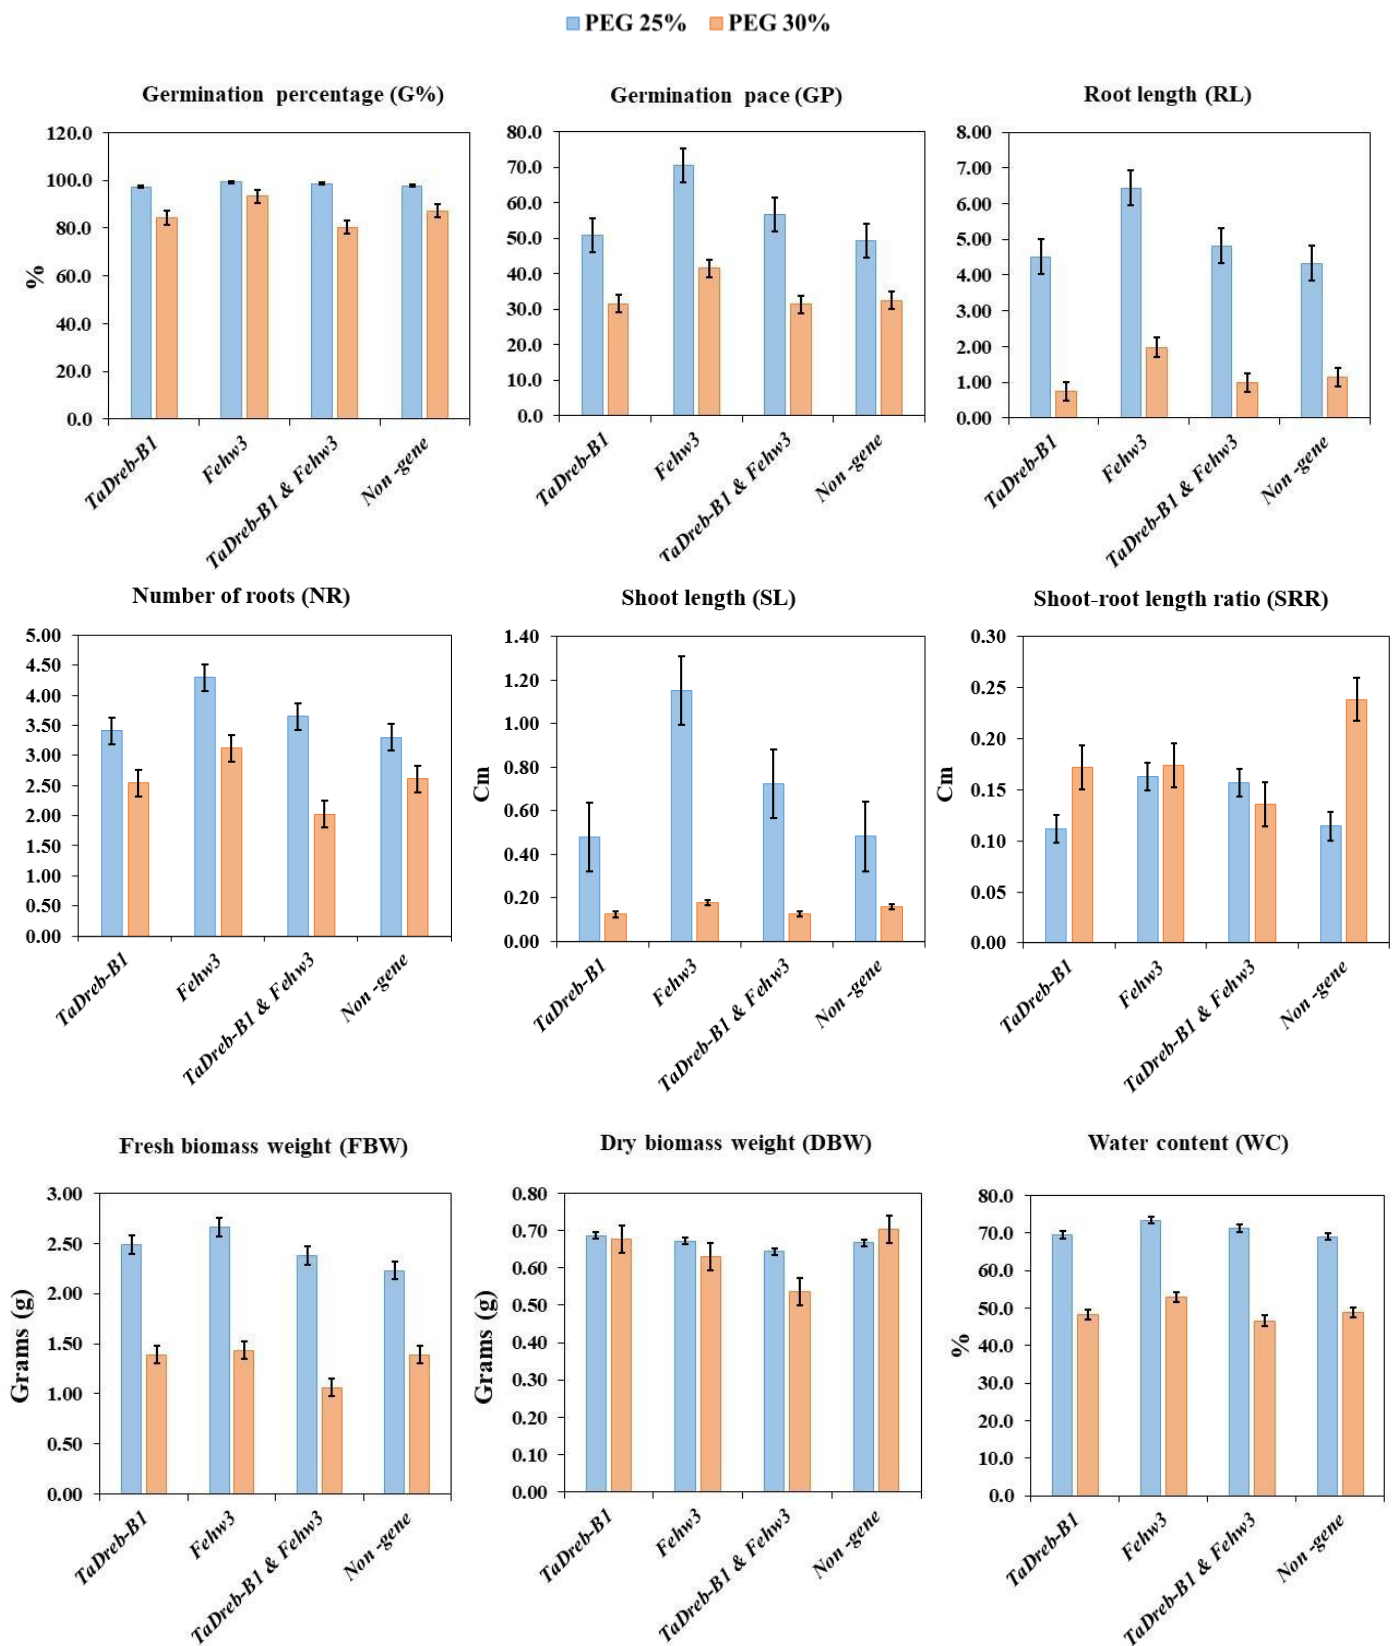 PEG 25% PEG 30%
Germination percentage (G%)
120.0
100.0
80.0
60.0
40.0
20.0
0.0
%
TaDreb-B1
Fehw3
TaDreb-B1 & Fehw3
Non -gene
Germination pace (GP)
80.0
70.0
60.0
50.0
40.0
30.0
20.0
10.0
0.0
TaDreb-B1
Fehw3
TaDreb-B1 & Fehw3
Non -gene
Root length (RL)
8.00
7.00
6.00
5.00
4.00
3.00
2.00
1.00
0.00
TaDreb-B1
Fehw3
TaDreb-B1 & Fehw3
Non -gene
Number of roots (NR)
5.00
4.50
4.00
3.50
3.00
2.50
2.00
1.50
1.00
0.50
0.00
TaDreb-B1
Fehw3
TaDreb-B1 & Fehw3
Non -gene
Shoot length (SL)
1.40
1.20
1.00
0.80
0.60
0.40
0.20
0.00
Cm
TaDreb-B1
Fehw3
TaDreb-B1 & Fehw3
Non -gene
Shoot-root length ratio (SRR)
0.30
0.25
0.20
0.15
0.10
0.05
0.00
Cm
TaDreb-B1
Fehw3
TaDreb-B1 & Fehw3
Non -gene
Fresh biomass weight (FBW)
3.00
2.50
2.00
1.50
1.00
0.50
0.00
Grams (g)
TaDreb-B1
Fehw3
TaDreb-B1 & Fehw3
Non -gene
Dry biomass weight (DBW)
0.80
0.70
0.60
0.50
0.40
0.30
0.20
0.10
0.00
Grams (g)
TaDreb-B1
Fehw3
TaDreb-B1 & Fehw3
Non -gene
Water content (WC)
80.0
70.0
60.0
50.0
40.0
30.0
20.0
10.0
0.0
%
TaDreb-B1
Fehw3
TaDreb-B1 & Fehw3
Non -gene